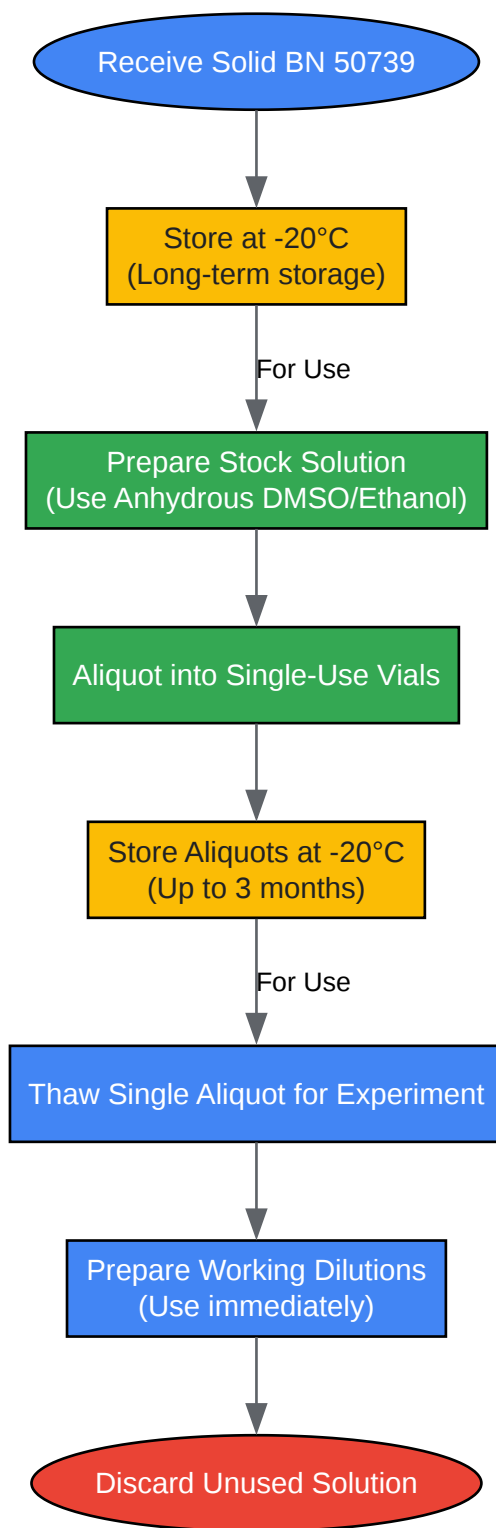 Receive Solid BN 50739
Store at -20°C
(Long-term storage)
For Use
Prepare Stock Solution
(Use Anhydrous DMSO/Ethanol)
Aliquot into Single-Use Vials
Store Aliquots at -20°C
(Up to 3 months)
For Use
Thaw Single Aliquot for Experiment
Prepare Working Dilutions
(Use immediately)
Discard Unused Solution